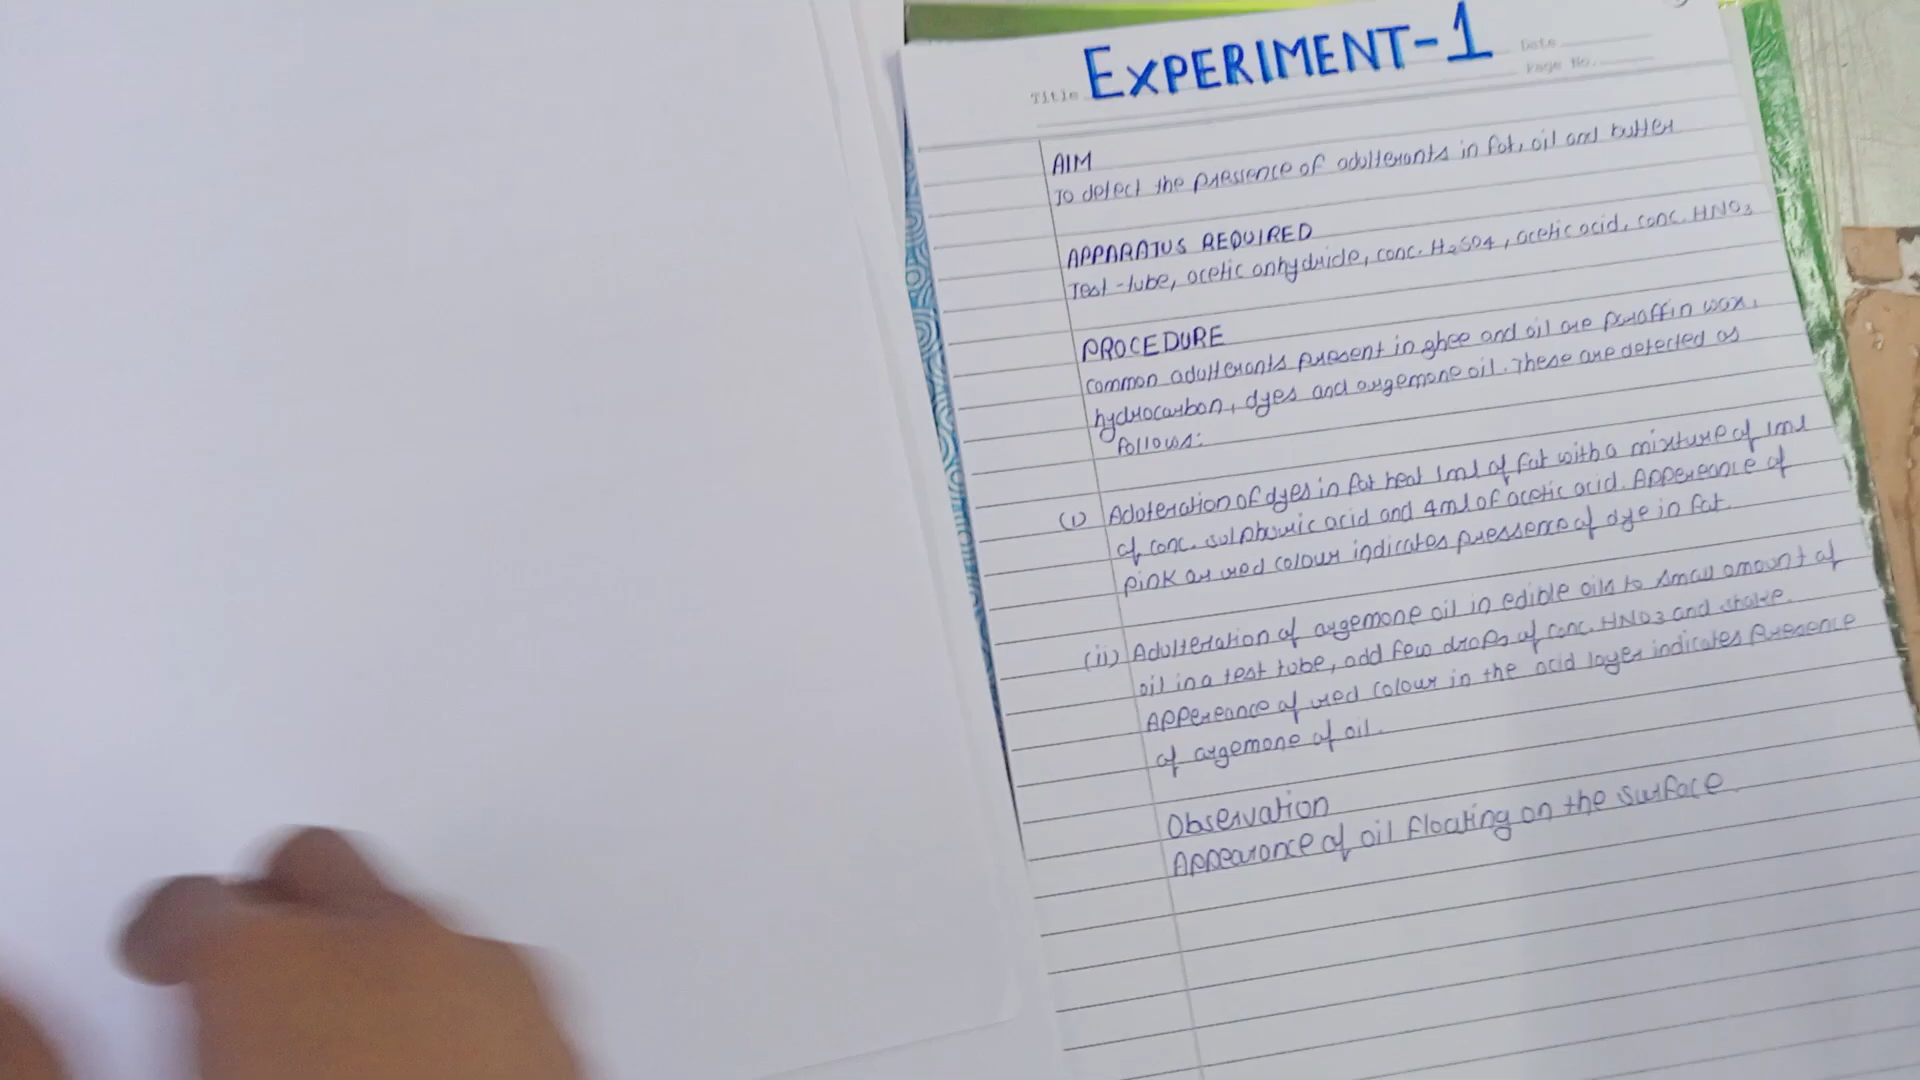 EXPERIMENT-1
Title
Date
Page No.
AIM
To detect the pressence of adulterants in fat, oil and butter
APPARATUS REQUIRED
Test-tube, acetic anhydride, conc. H2SO4, acetic acid, conc. HNO3
PROCEDURE
common adulterants present in ghee and oil are paraffin wax,
hydrocarbon, dyes and argemone oil. These are detected as
follows:
(i) Adulteration of dyes in fat heat 1ml of fat with a mixture of 1ml
of conc. sulphuric acid and 4ml of acetic acid. Appereance of
pink or red colour indicates pressence of dye in fat.
(ii) Adulteration of argemone oil in edible oils to small amount of
oil in a test tube, add few drops of conc. HNO3 and shake.
Appereance of red colour in the acid layer indicates presence
of argemone of oil.
Observation
Appearance of oil floating on the surface